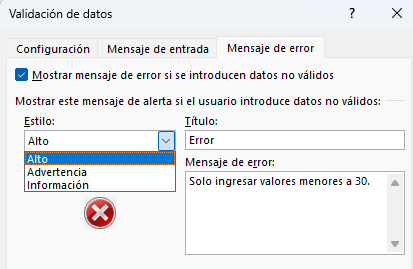 Validación de datos
?
Configuración
Mensaje de entrada
Mensaje de error
Mostrar mensaje de error si se introducen datos no válidos
Mostrar este mensaje de alerta si el usuario introduce datos no válidos:
Estilo:
Título:
Alto
Error
Alto
Advertencia
Información
Mensaje de error:
Solo ingresar valores menores a 30.